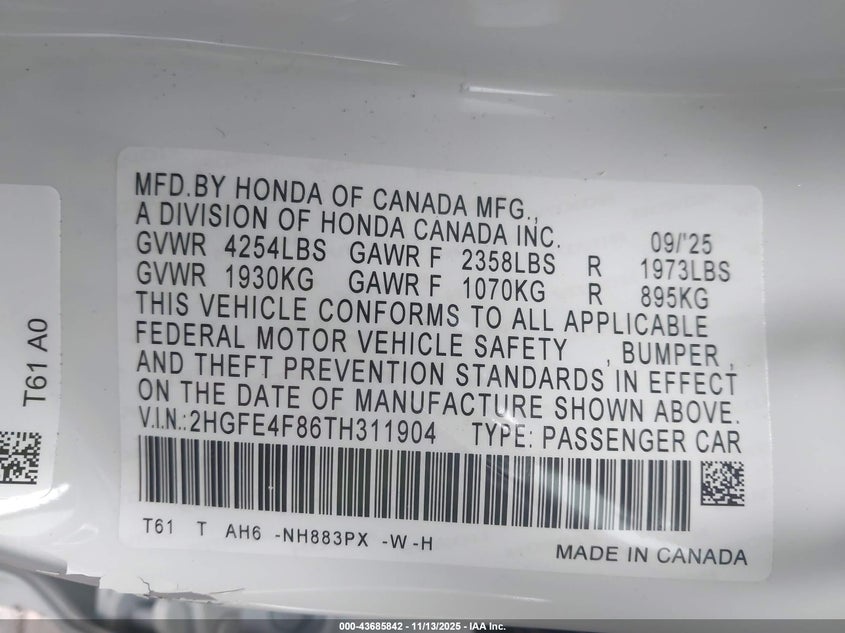 MFD.BY HONDA OF CANADA MFG.,
A DIVISION OF HONDA CANADA INC. 09/'25
GVWR 4254LBS GAWR F 2358LBS R 1973LBS
GVWR 1930KG GAWR F 1070KG R 895KG
THIS VEHICLE CONFORMS TO ALL APPLICABLE
FEDERAL MOTOR VEHICLE SAFETY , BUMPER ,
AND THEFT PREVENTION STANDARDS IN EFFECT
ON THE DATE OF MANUFACTURE SHOWN ABOVE.
V.I.N.: 2HGFE4F86TH311904 TYPE: PASSENGER CAR
T61 T AH6 -NH883PX -W -H
MADE IN CANADA
T61 A0
000-43685842 - 11/13/2025 - IAA Inc.